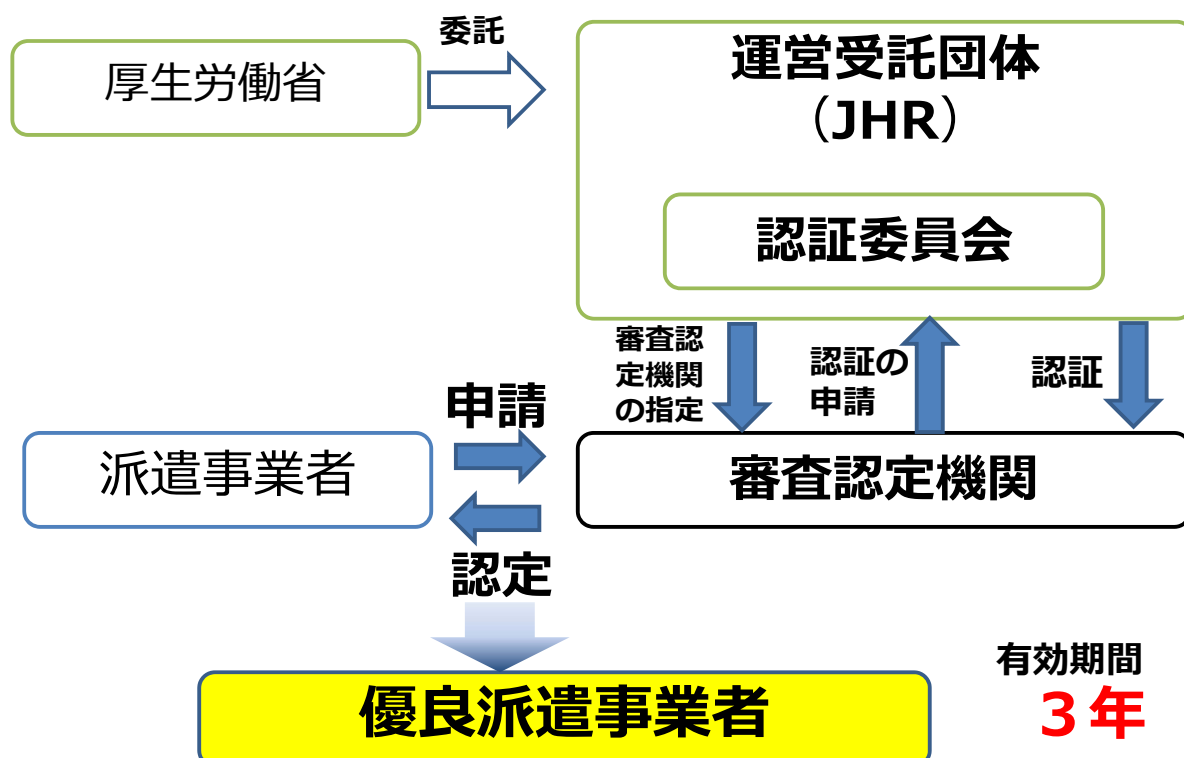 委託
厚生労働省
運営受託団体
（JHR）
認証委員会
審査認
定機関
の指定
認証の
申請
認証
申請
派遣事業者
審査認定機関
認定
優良派遣事業者
有効期間
３年